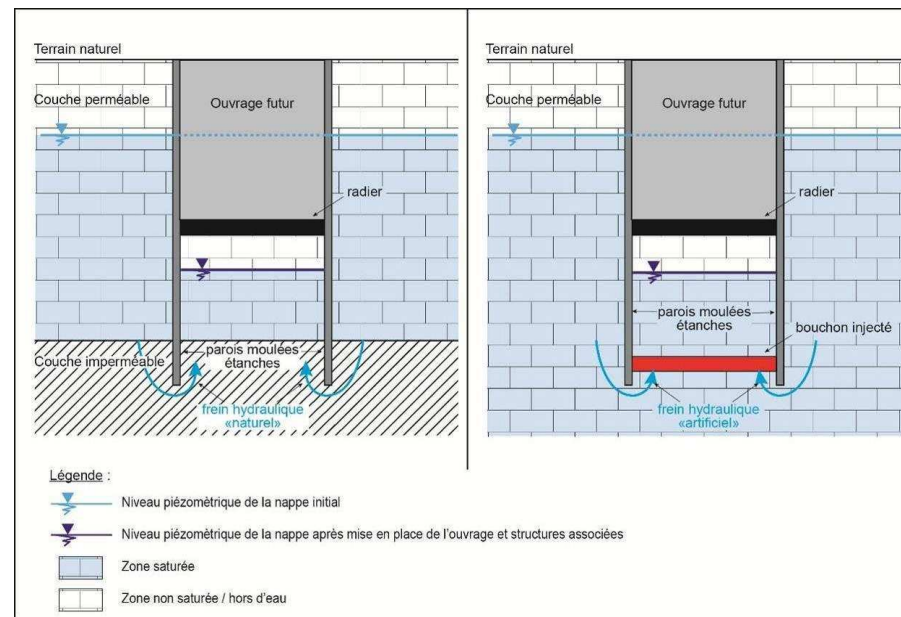 Terrain naturel
Couche perméable
Ouvrage futur
radier
Couche imperméable
parois moulées
étanches
frein hydraulique
«naturel»
Terrain naturel
Couche perméable
Ouvrage futur
radier
parois moulées
étanches
bouchon injecté
frein hydraulique
«artificiel»
Légende :
Niveau piézomètrique de la nappe initial
Niveau piézomètrique de la nappe après mise en place de l'ouvrage et structures associées
Zone saturée
Zone non saturée / hors d'eau